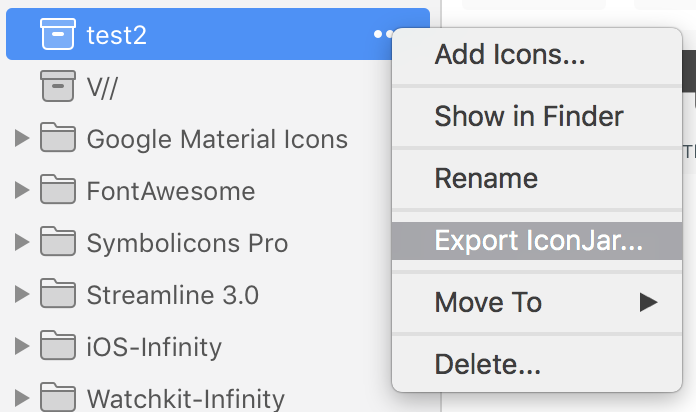 test2
V//
Google Material Icons
FontAwesome
Symbolicons Pro
Streamline 3.0
iOS-Infinity
Watchkit-Infinity
Add Icons...
Show in Finder
Rename
Export IconJar...
Move To
Delete...